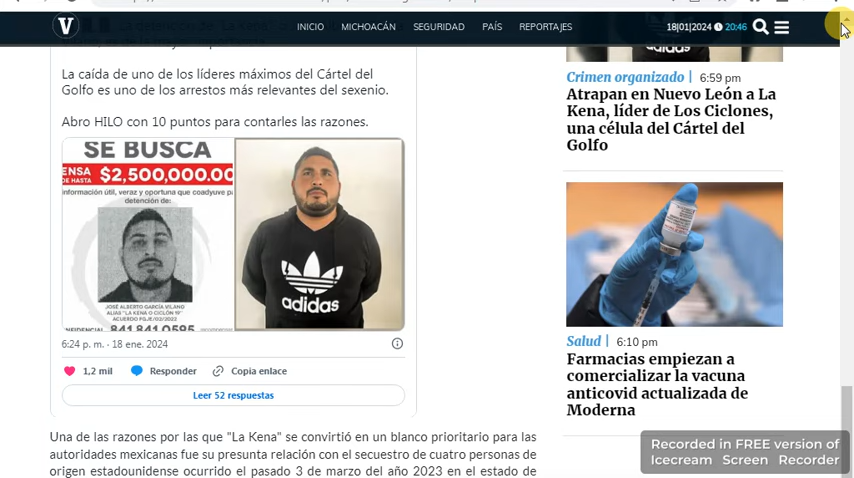 V INICIO MICHOACÁN SEGURIDAD PAÍS REPORTAJES 18|01|2024 20:46
La caída de uno de los líderes máximos del Cártel del
Golfo es uno de los arrestos más relevantes del sexenio.
Abro HILO con 10 puntos para contarles las razones.
SE BUSCA
ENSA
DE HASTA $2,500,000.00
información útil, veraz y oportuna que coadyuve
detención de:
JOSÉ ALBERTO GARCÍA VILANO
ALIAS "LA KENA O CICLÓN 19"
ACUERDO FGJE/02/2022
adidas
6:24 p. m. · 18 ene. 2024
1,2 mil Responder Copia enlace
Leer 52 respuestas
Una de las razones por las que "La Kena" se convirtió en un blanco prioritario para las
autoridades mexicanas fue su presunta relación con el secuestro de cuatro personas de
origen estadounidense ocurrido el pasado 3 de marzo del año 2023 en el estado de
Crimen organizado | 6:59 pm
Atrapan en Nuevo León a La
Kena, líder de Los Ciclones,
una célula del Cártel del
Golfo
Salud | 6:10 pm
Farmacias empiezan a
comercializar la vacuna
anticovid actualizada de
Moderna
Recorded in FREE version of
Icecream Screen Recorder